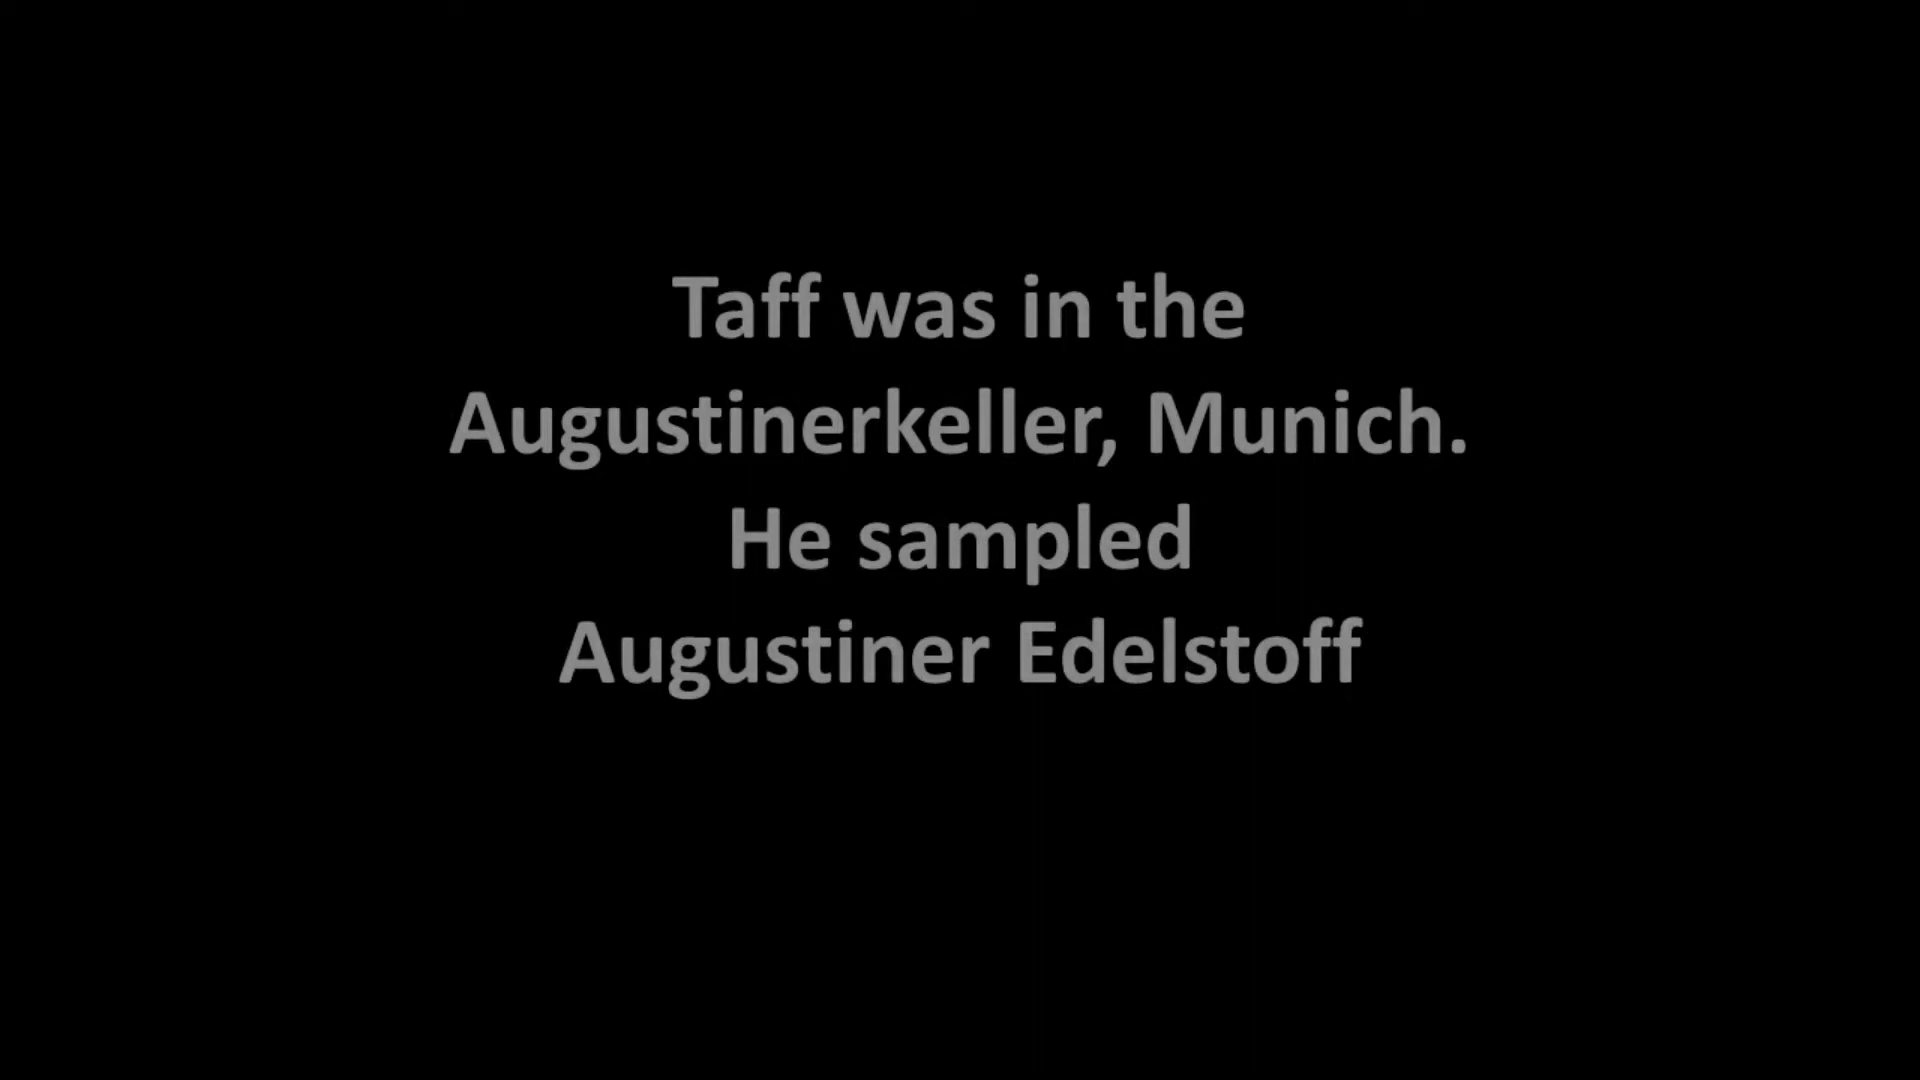 Taff was in the
Augustinerkeller, Munich.
He sampled
Augustiner Edelstoff